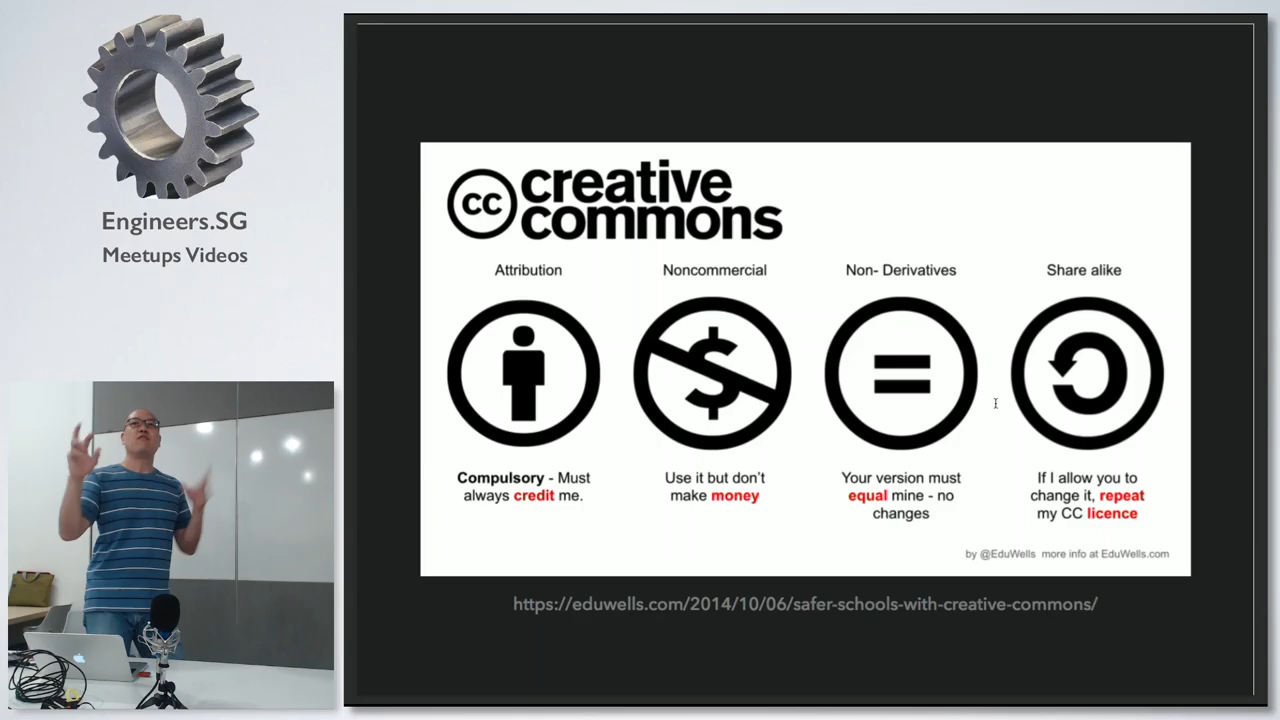 Engineers.SG
Meetups Videos
cc creative
commons
Attribution
Noncommercial
Non- Derivatives
Share alike
Compulsory - Must
always credit me.
Use it but don't
make money
Your version must
equal mine - no
changes
If I allow you to
change it, repeat
my CC licence
by @EduWells more info at EduWells.com
https://eduwells.com/2014/10/06/safer-schools-with-creative-commons/